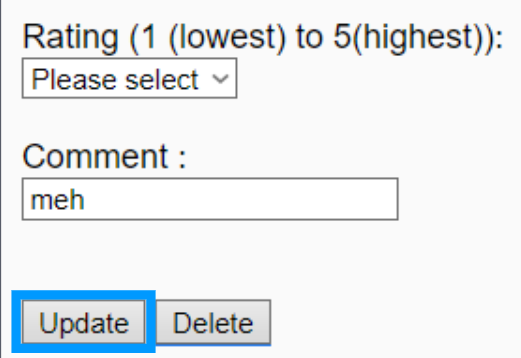 Rating (1 (lowest) to 5(highest)):
Please select
Comment :
meh
Update Delete